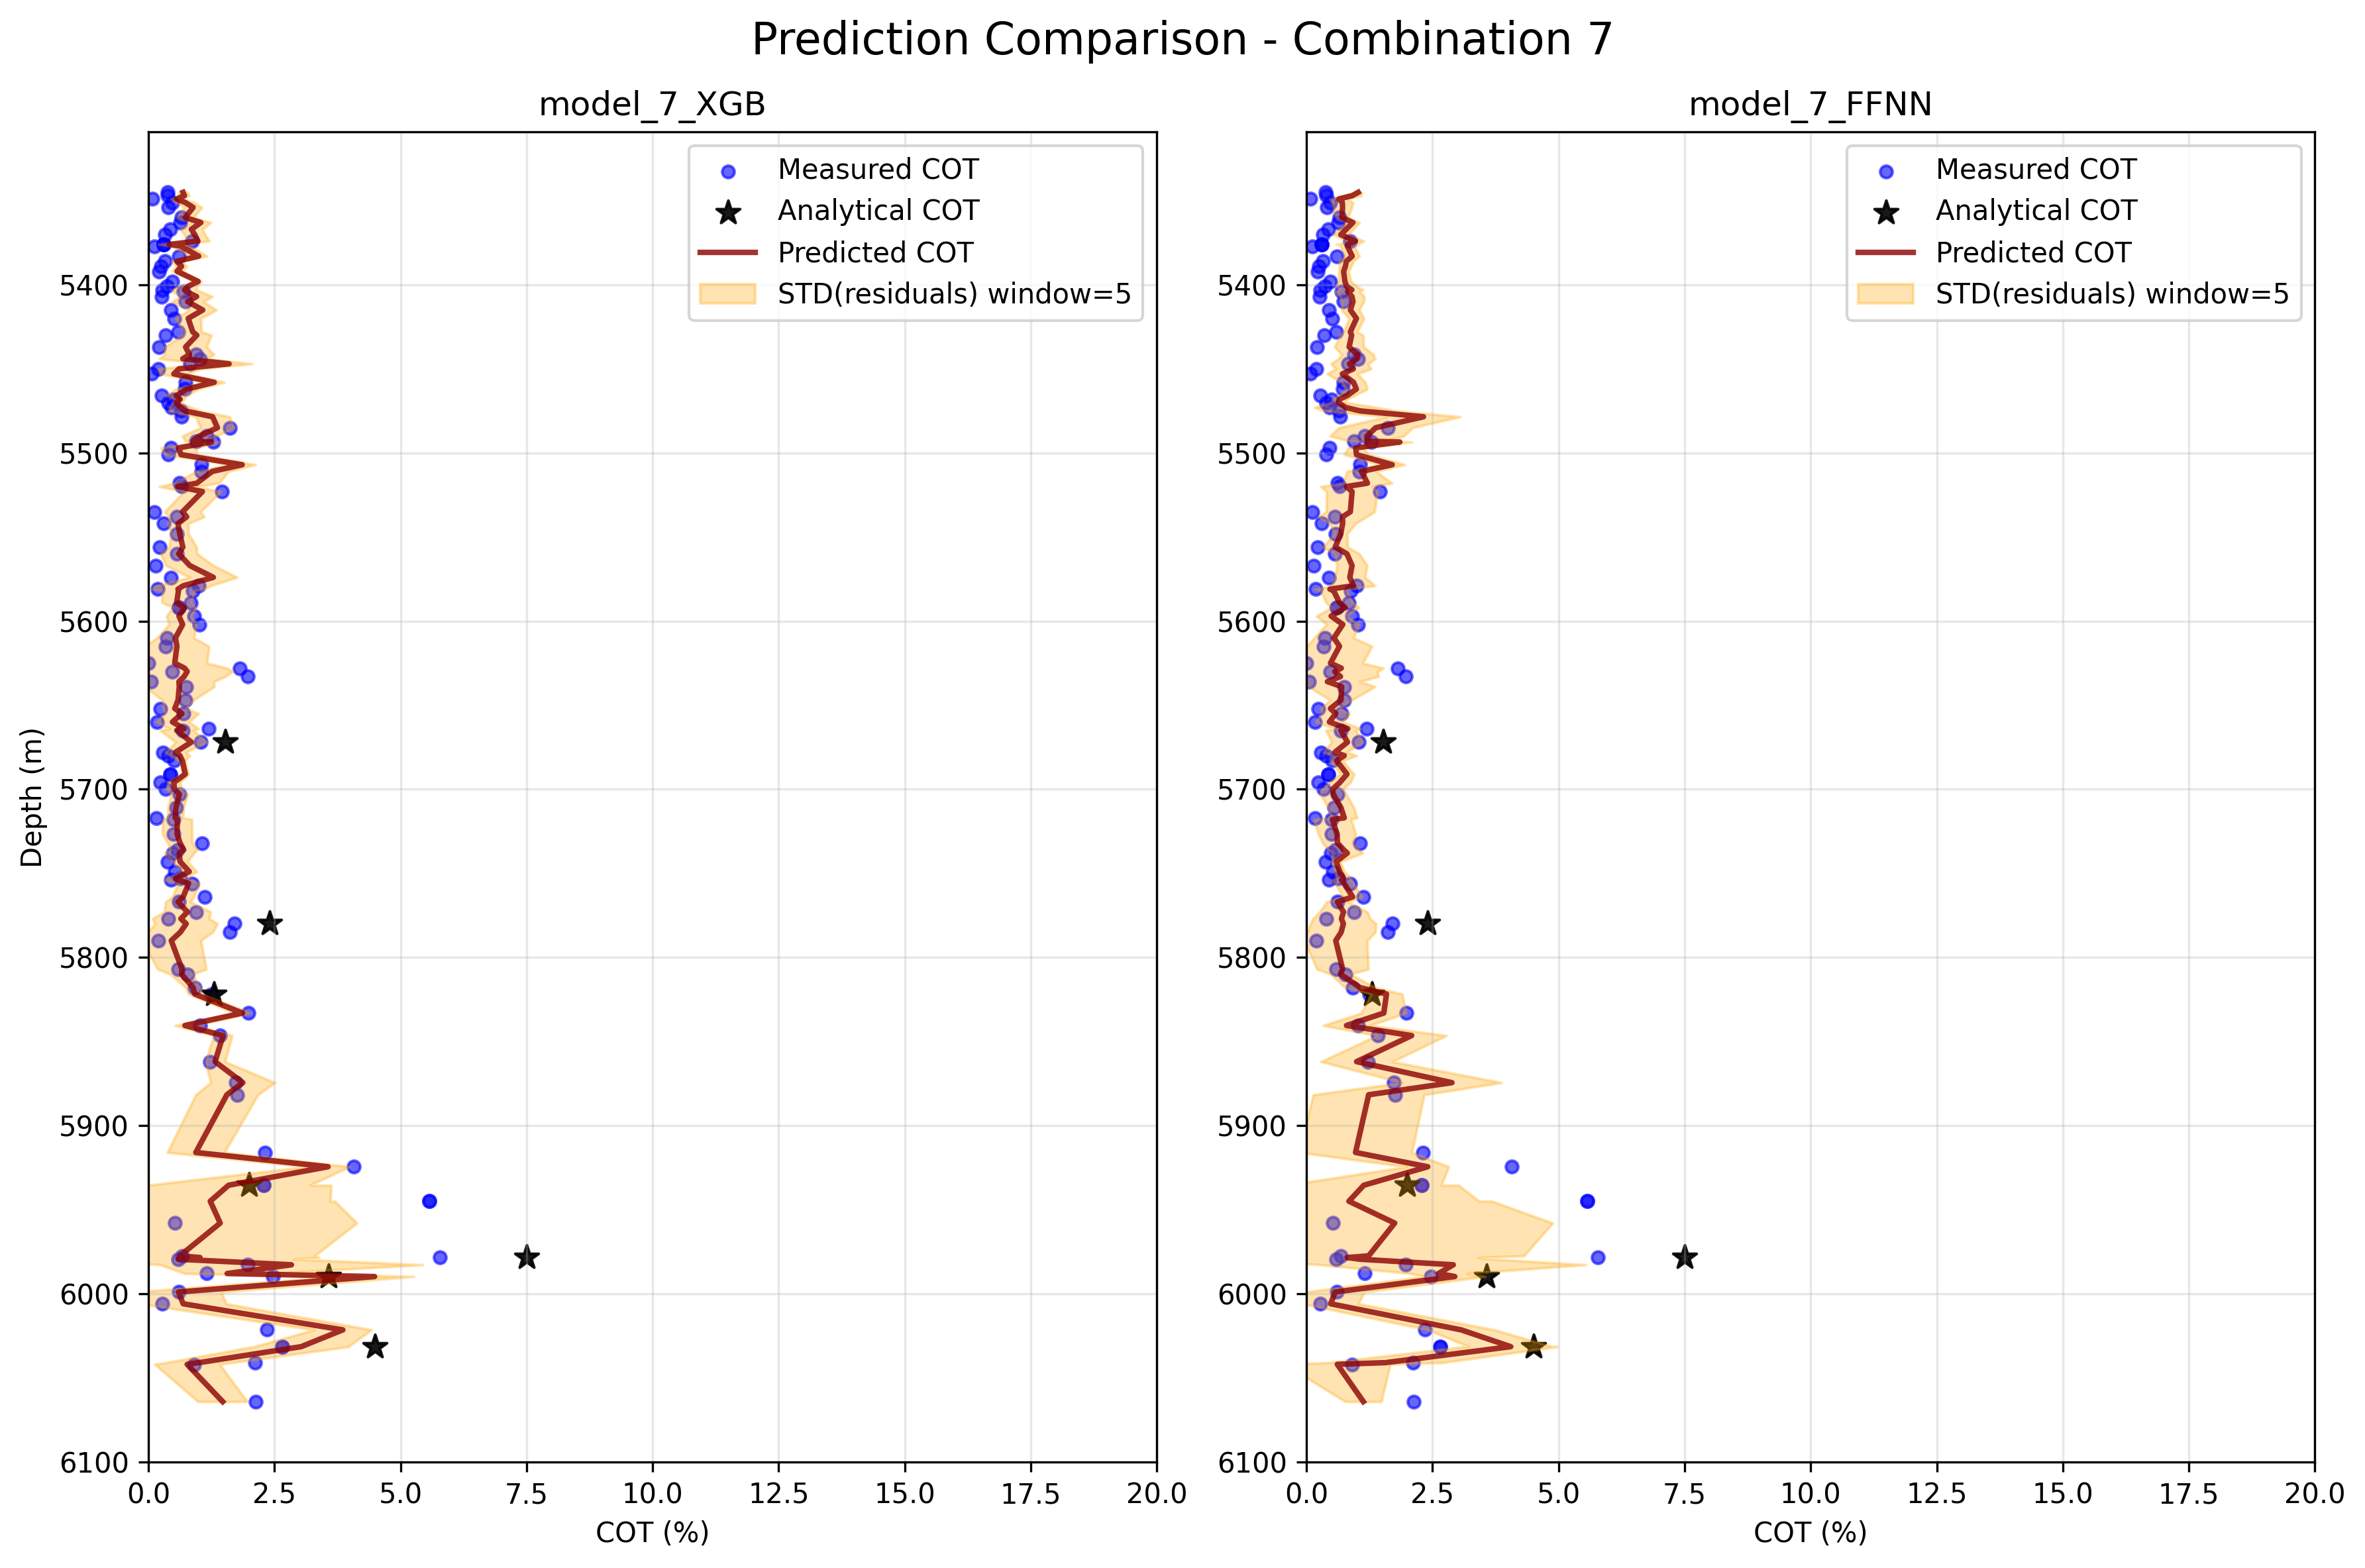 Prediction Comparison - Combination 7
model_7_XGB
Measured COT
Analytical COT
Predicted COT
STD(residuals) window=5
5400
5500
5600
5700
5800
5900
6000
6100
Depth (m)
0.0 2.5 5.0 7.5 10.0 12.5 15.0 17.5 20.0
COT (%)
model_7_FFNN
Measured COT
Analytical COT
Predicted COT
STD(residuals) window=5
5400
5500
5600
5700
5800
5900
6000
6100
0.0 2.5 5.0 7.5 10.0 12.5 15.0 17.5 20.0
COT (%)